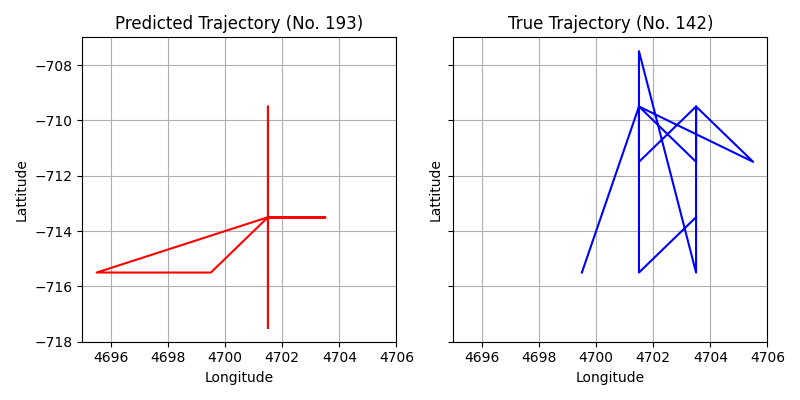 Predicted Trajectory (No. 193)
True Trajectory (No. 142)
−708
−710
−712
−714
−716
−718
Lattitude
Lattitude
4696 4698 4700 4702 4704 4706
4696 4698 4700 4702 4704 4706
Longitude
Longitude